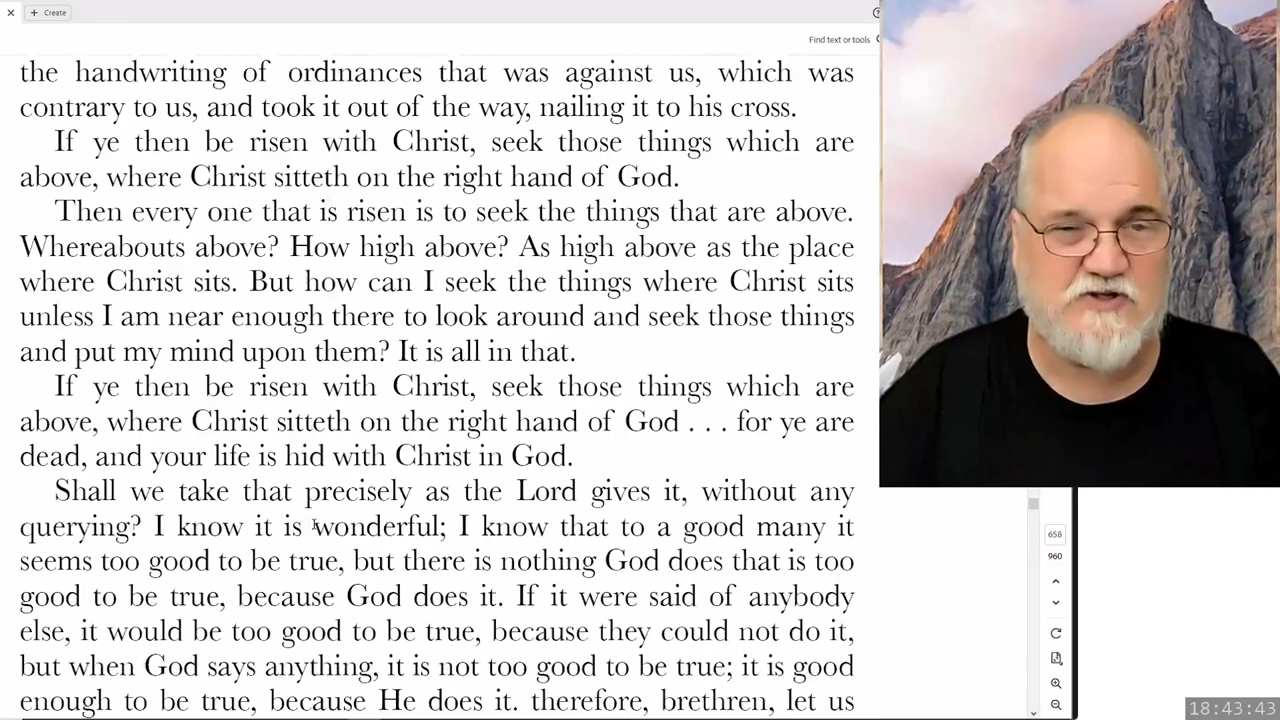 Create
Find text or tools
the handwriting of ordinances that was against us, which was
contrary to us, and took it out of the way, nailing it to his cross.
If ye then be risen with Christ, seek those things which are
above, where Christ sitteth on the right hand of God.
Then every one that is risen is to seek the things that are above.
Whereabouts above? How high above? As high above as the place
where Christ sits. But how can I seek the things where Christ sits
unless I am near enough there to look around and seek those things
and put my mind upon them? It is all in that.
If ye then be risen with Christ, seek those things which are
above, where Christ sitteth on the right hand of God . . . for ye are
dead, and your life is hid with Christ in God.
Shall we take that precisely as the Lord gives it, without any
querying? I know it is wonderful; I know that to a good many it
seems too good to be true, but there is nothing God does that is too
good to be true, because God does it. If it were said of anybody
else, it would be too good to be true, because they could not do it,
but when God says anything, it is not too good to be true; it is good
enough to be true, because He does it. therefore, brethren, let us
658
960
18:43:43